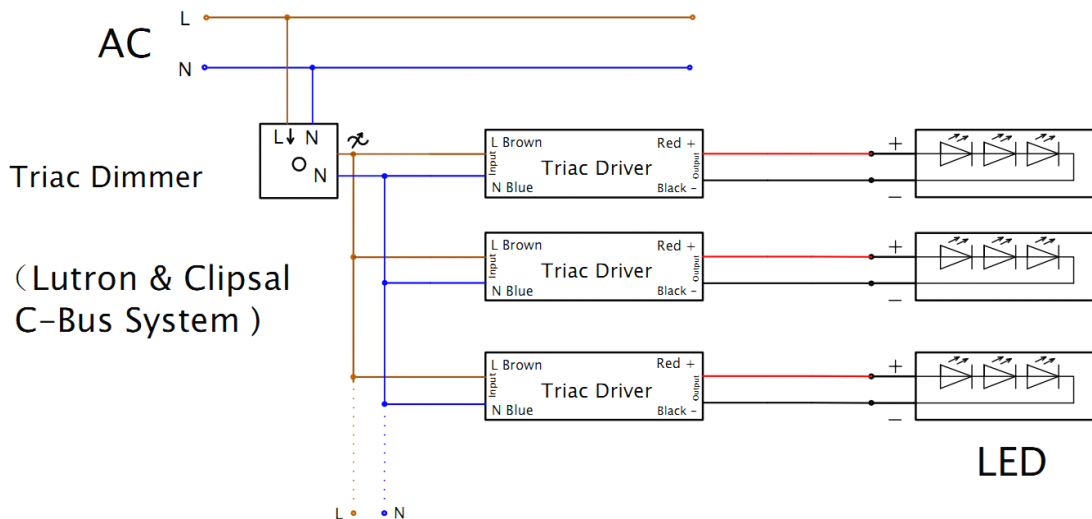 L
AC
N
L N
N
Triac Dimmer
(Lutron & Clipsal
C-Bus System )
L Brown
Input
N Blue
Triac Driver
Red +
Output
Black -
+
-
L Brown
Input
N Blue
Triac Driver
Red +
Output
Black -
+
-
L Brown
Input
N Blue
Triac Driver
Red +
Output
Black -
+
-
LED
L N